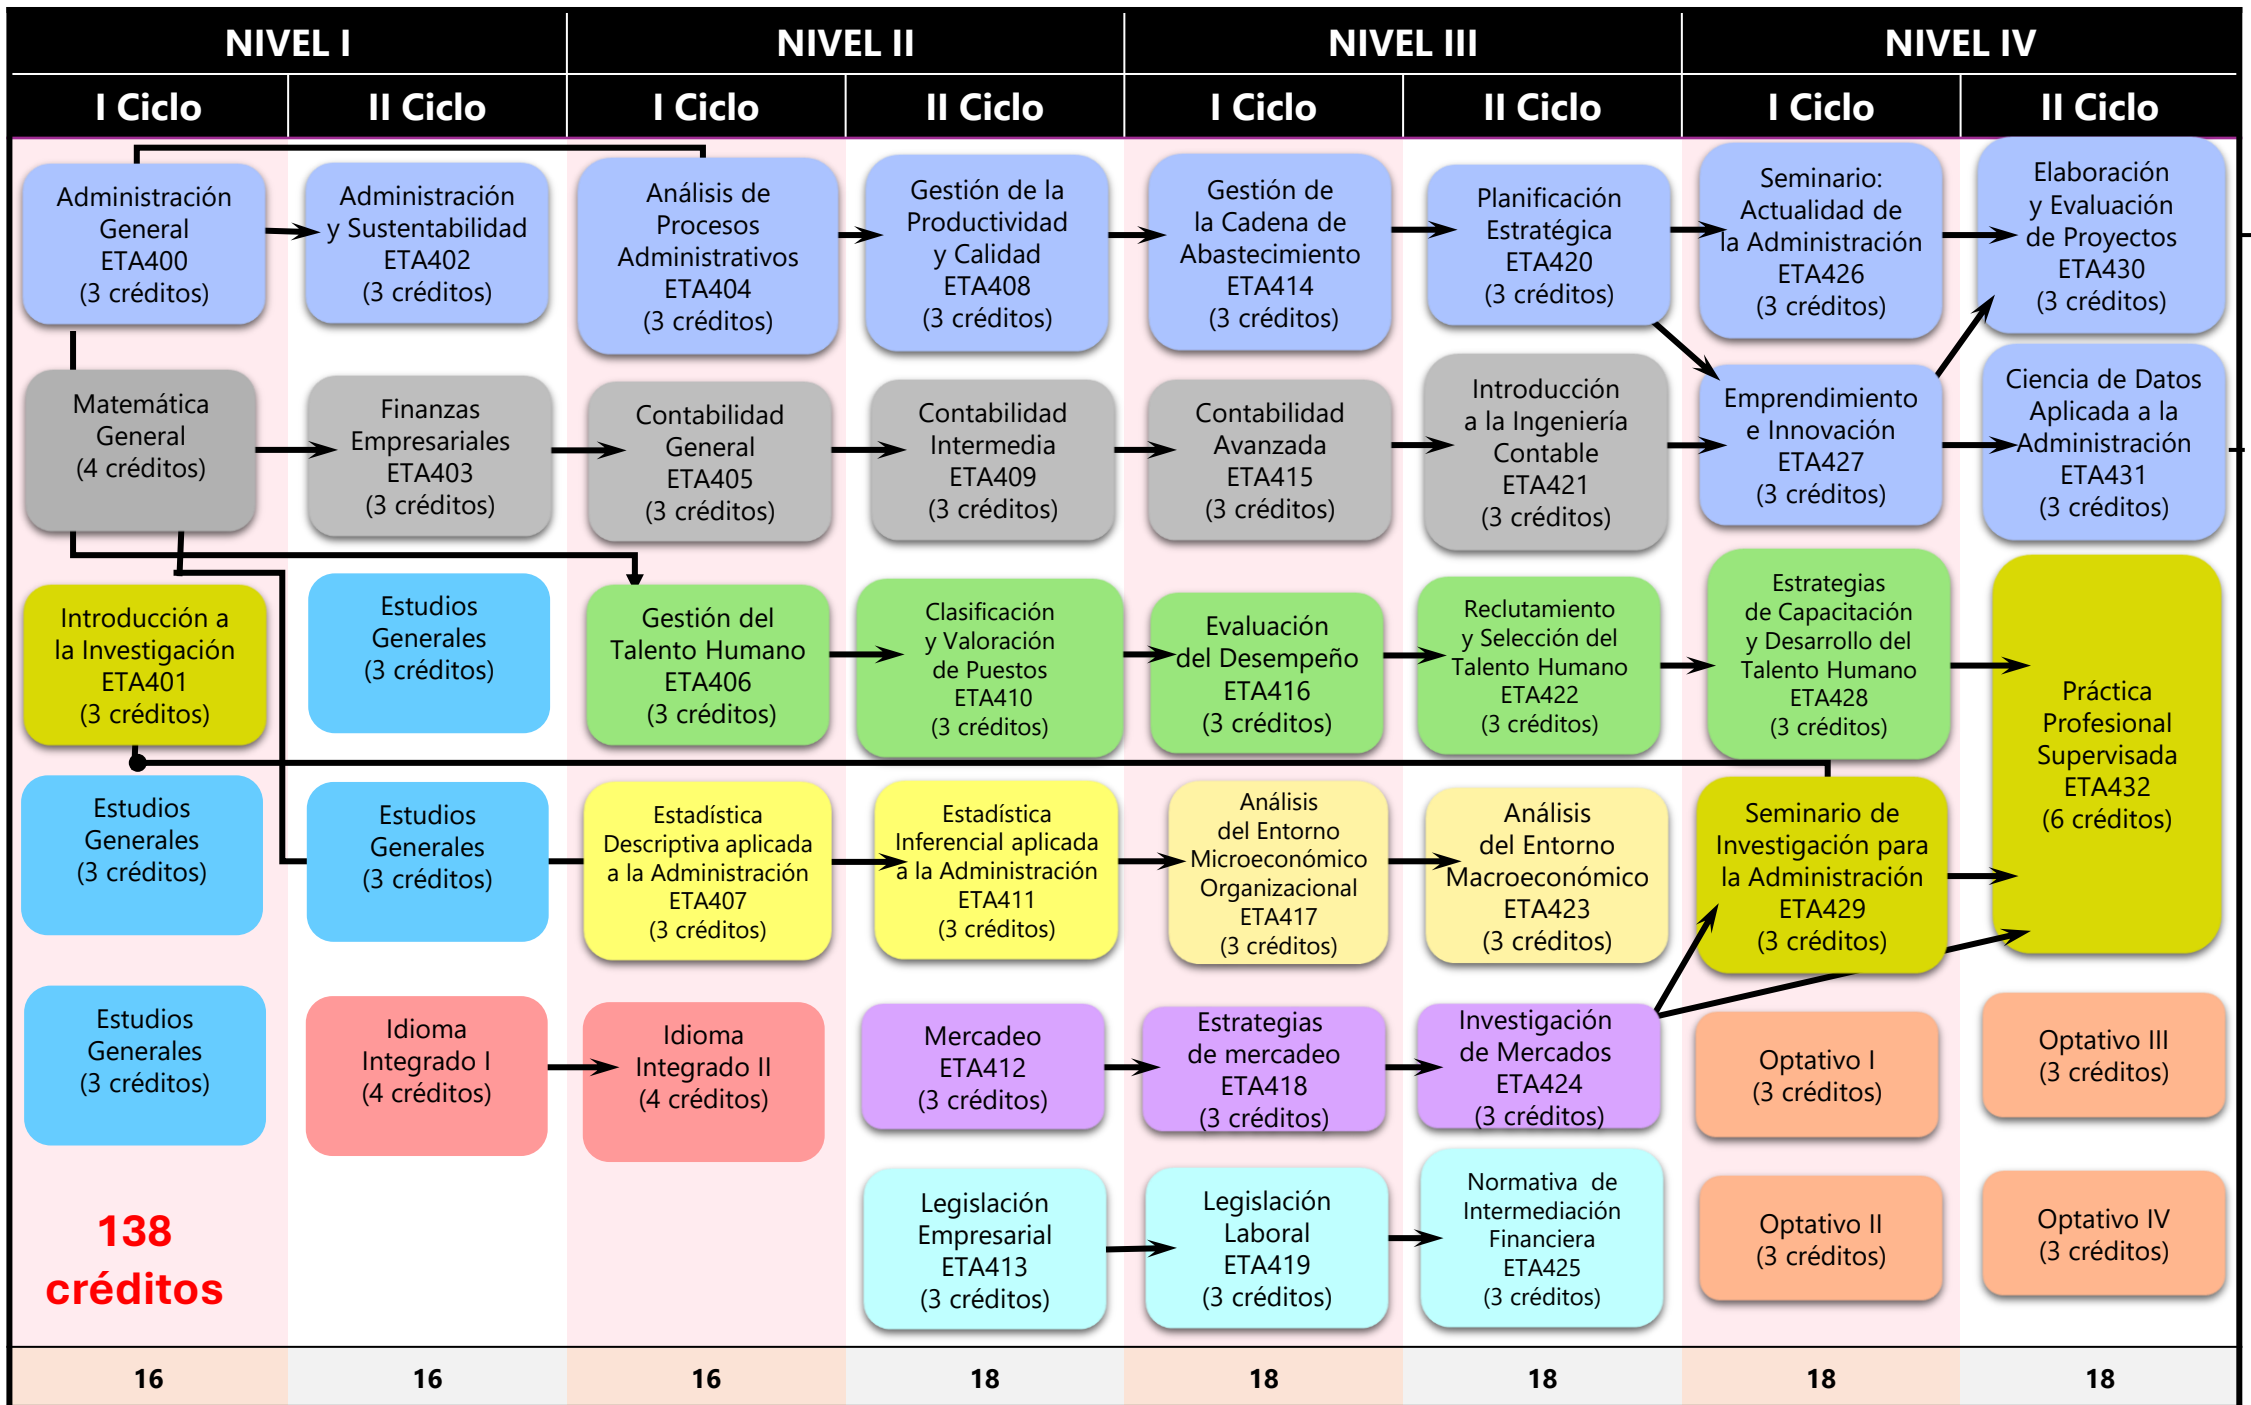 NIVEL I
NIVEL II
NIVEL III
NIVEL IV
I Ciclo
II Ciclo
I Ciclo
II Ciclo
I Ciclo
II Ciclo
I Ciclo
II Ciclo
Administración
General
ETA400
(3 créditos)
Administración
y Sustentabilidad
ETA402
(3 créditos)
Análisis de
Procesos
Administrativos
ETA404
(3 créditos)
Gestión de la
Productividad
y Calidad
ETA408
(3 créditos)
Gestión de
la Cadena de
Abastecimiento
ETA414
(3 créditos)
Planificación
Estratégica
ETA420
(3 créditos)
Seminario:
Actualidad de
la Administración
ETA426
(3 créditos)
Elaboración
y Evaluación
de Proyectos
ETA430
(3 créditos)
Matemática
General
(4 créditos)
Finanzas
Empresariales
ETA403
(3 créditos)
Contabilidad
General
ETA405
(3 créditos)
Contabilidad
Intermedia
ETA409
(3 créditos)
Contabilidad
Avanzada
ETA415
(3 créditos)
Introducción
a la Ingeniería
Contable
ETA421
(3 créditos)
Emprendimiento
e Innovación
ETA427
(3 créditos)
Ciencia de Datos
Aplicada a la
Administración
ETA431
(3 créditos)
Introducción a
la Investigación
ETA401
(3 créditos)
Estudios
Generales
(3 créditos)
Gestión del
Talento Humano
ETA406
(3 créditos)
Clasificación
y Valoración
de Puestos
ETA410
(3 créditos)
Evaluación
del Desempeño
ETA416
(3 créditos)
Reclutamiento
y Selección del
Talento Humano
ETA422
(3 créditos)
Estrategias
de Capacitación
y Desarrollo del
Talento Humano
ETA428
(3 créditos)
Práctica
Profesional
Supervisada
ETA432
(6 créditos)
Estudios
Generales
(3 créditos)
Estudios
Generales
(3 créditos)
Estadística
Descriptiva aplicada
a la Administración
ETA407
(3 créditos)
Estadística
Inferencial aplicada
a la Administración
ETA411
(3 créditos)
Análisis
del Entorno
Microeconómico
Organizacional
ETA417
(3 créditos)
Análisis
del Entorno
Macroeconómico
ETA423
(3 créditos)
Seminario de
Investigación para
la Administración
ETA429
(3 créditos)
Estudios
Generales
(3 créditos)
Idioma
Integrado I
(4 créditos)
Idioma
Integrado II
(4 créditos)
Mercadeo
ETA412
(3 créditos)
Estrategias
de mercadeo
ETA418
(3 créditos)
Investigación
de Mercados
ETA424
(3 créditos)
Optativo I
(3 créditos)
Optativo III
(3 créditos)
138
créditos
Legislación
Empresarial
ETA413
(3 créditos)
Legislación
Laboral
ETA419
(3 créditos)
Normativa de
Intermediación
Financiera
ETA425
(3 créditos)
Optativo II
(3 créditos)
Optativo IV
(3 créditos)
16
16
16
18
18
18
18
18